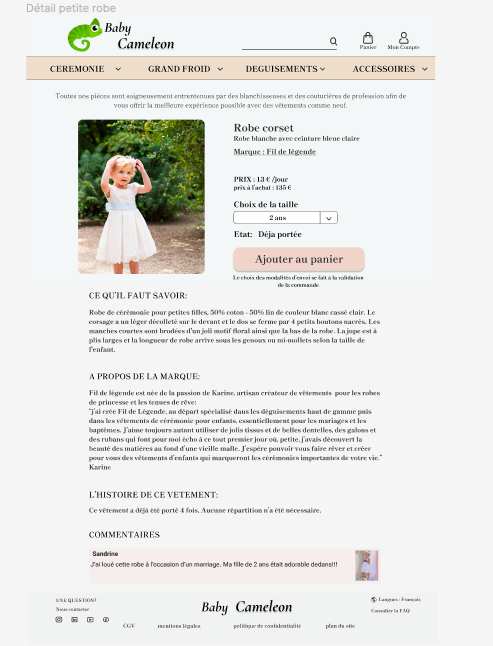 Détail petite robe
Baby
Cameleon
Panier
Mon Compte
CEREMONIE
GRAND FROID
DEGUISEMENTS
ACCESSOIRES
Toutes nos pièces sont soigneusement entrentenues par des blanchisseuses et des couturières de profession afin de
vous offrir la meilleure expérience possible avec des vêtements comme neuf.
Robe corset
Robe blanche avec ceinture bleue claire
Marque : Fil de légende
PRIX : 13 € /jour
prix à l'achat : 135 €
Choix de la taille
2 ans
Etat: Déja portée
Ajouter au panier
Le choix des modalités d'envoi se fait à la validation
de la commande
CE QU'IL FAUT SAVOIR:
Robe de cérémonie pour petites filles, 50% coton - 50% lin de couleur blanc cassé clair. Le
corsage a un léger décolleté sur le devant et le dos se ferme par 4 petits boutons nacrés. Les
manches courtes sont brodées d'un joli motif floral ainsi que la bas de la robe. La jupe est à
plis larges et la longueur de robe arrive sous les genoux ou mi-mollets selon la taille de
l'enfant.
A PROPOS DE LA MARQUE:
Fil de légende est née de la passion de Karine, artisan créateur de vêtements pour les robes
de princesse et les tenues de rêve:
"j'ai crée Fil de Légende, au départ spécialisé dans les déguisements haut de gamme puis
dans les vêtements de cérémonie pour enfants, essentiellement pour les mariages et les
baptêmes. J'aime toujours autant utiliser de jolis tissus et de belles dentelles, des galons et
des rubans qui font pour moi écho à ce tout premier jour où, petite, j'avais découvert la
beauté des matières au fond d'une vieille malle. J'espère pouvoir vous faire rêver et créer
pour vous des vêtements d'enfants qui marqueront les cérémonies importantes de votre vie."
Karine
L'HISTOIRE DE CE VETEMENT:
Ce vêtement a déjà été porté 4 fois. Aucune répartition n'a été nécessaire.
COMMENTAIRES
Sandrine
J'ai loué cette robe à l'occasion d'un marriage. Ma fille de 2 ans était adorable dedans!!!
UNE QUESTION?
Nous contacter
Baby Cameleon
Langues : Français
Consulter la FAQ
CGV
mentions légales
politique de confidentialité
plan du site